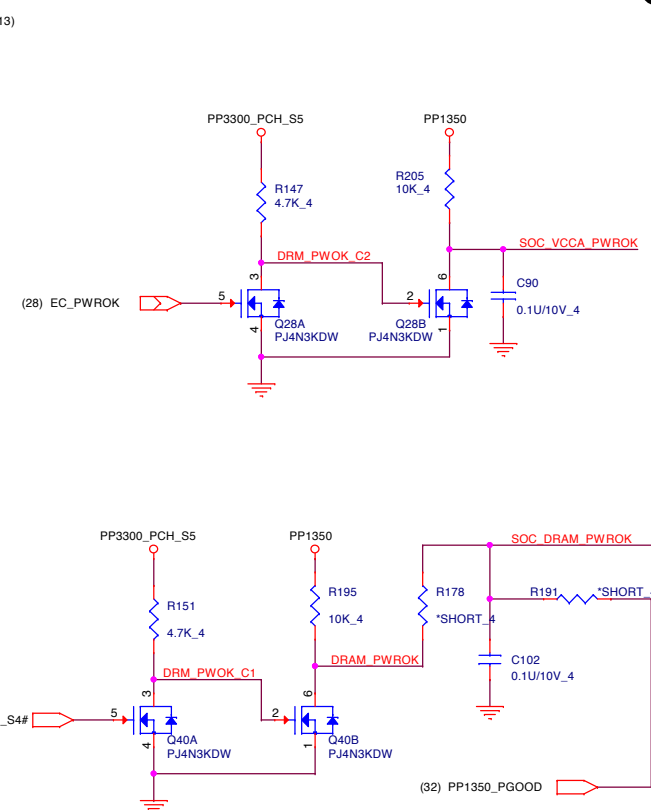 13)
PP3300_PCH_S5
PP1350
R147
4.7K_4
R205
10K_4
DRM_PWOK_C2
SOC_VCCA_PWROK
(28) EC_PWROK
5
3
4
Q28A
PJ4N3KDW
2
6
1
Q28B
PJ4N3KDW
C90
0.1U/10V_4
PP3300_PCH_S5
PP1350
R151
4.7K_4
R195
10K_4
DRM_PWOK_C1
DRAM_PWROK
R178
*SHORT_4
SOC_DRAM_PWROK
R191
*SHORT_
C102
0.1U/10V_4
_S4#
5
3
4
Q40A
PJ4N3KDW
2
6
1
Q40B
PJ4N3KDW
(32) PP1350_PGOOD